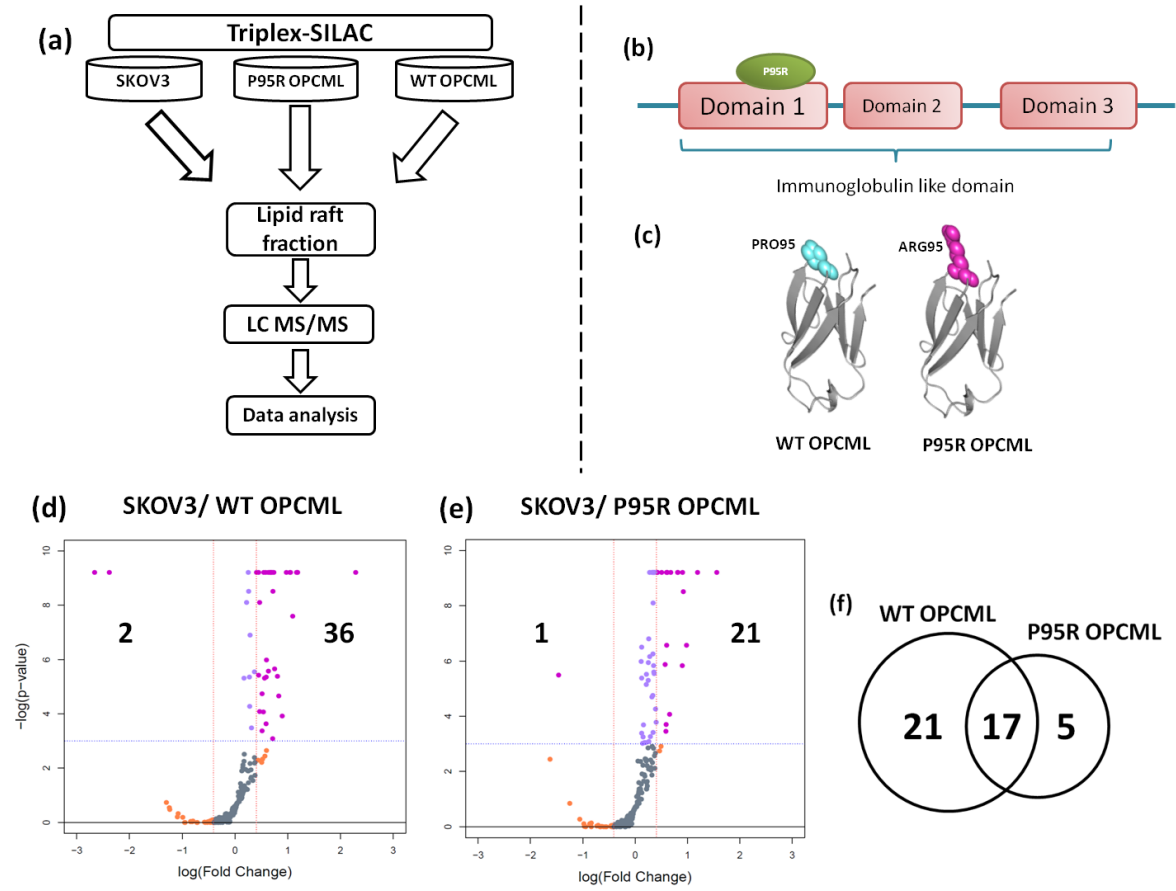 (a)
Triplex-SILAC
SKOV3
P95R OPCML
WT OPCML
Lipid raft
fraction
LC MS/MS
Data analysis
(b)
P95R
Domain 1
Domain 2
Domain 3
Immunoglobulin like domain
(c)
PRO95
ARG95
WT OPCML
P95R OPCML
(d)
SKOV3/ WT OPCML
10
8
6
4
2
0
−log(p-value)
2
36
−3
−2
−1
0
1
2
3
log(Fold Change)
(e)
SKOV3/ P95R OPCML
10
8
6
4
2
0
1
21
−3
−2
−1
0
1
2
3
log(Fold Change)
(f)
WT OPCML
P95R OPCML
21
17
5